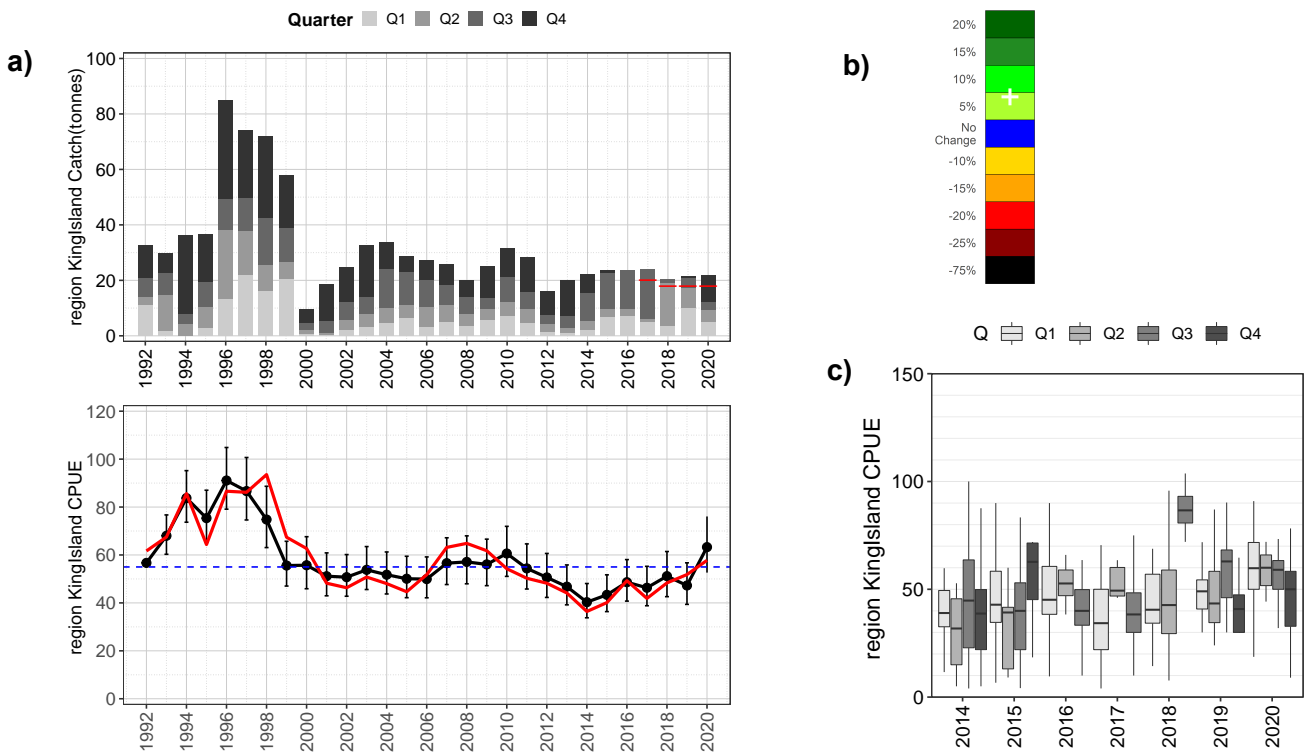 Quarter Q1 Q2 Q3 Q4
a)
region KingIsland Catch(tonnes)
100
80
60
40
20
0
1992 1994 1996 1998 2000 2002 2004 2006 2008 2010 2012 2014 2016 2018 2020
region KingIsland CPUE
120
100
80
60
40
20
0
1992 1994 1996 1998 2000 2002 2004 2006 2008 2010 2012 2014 2016 2018 2020
b)
20%
15%
10%
5%
No
Change
-10%
-15%
-20%
-25%
-75%
Q Q1 Q2 Q3 Q4
c)
region KingIsland CPUE
150
100
50
0
2014 2015 2016 2017 2018 2019 2020